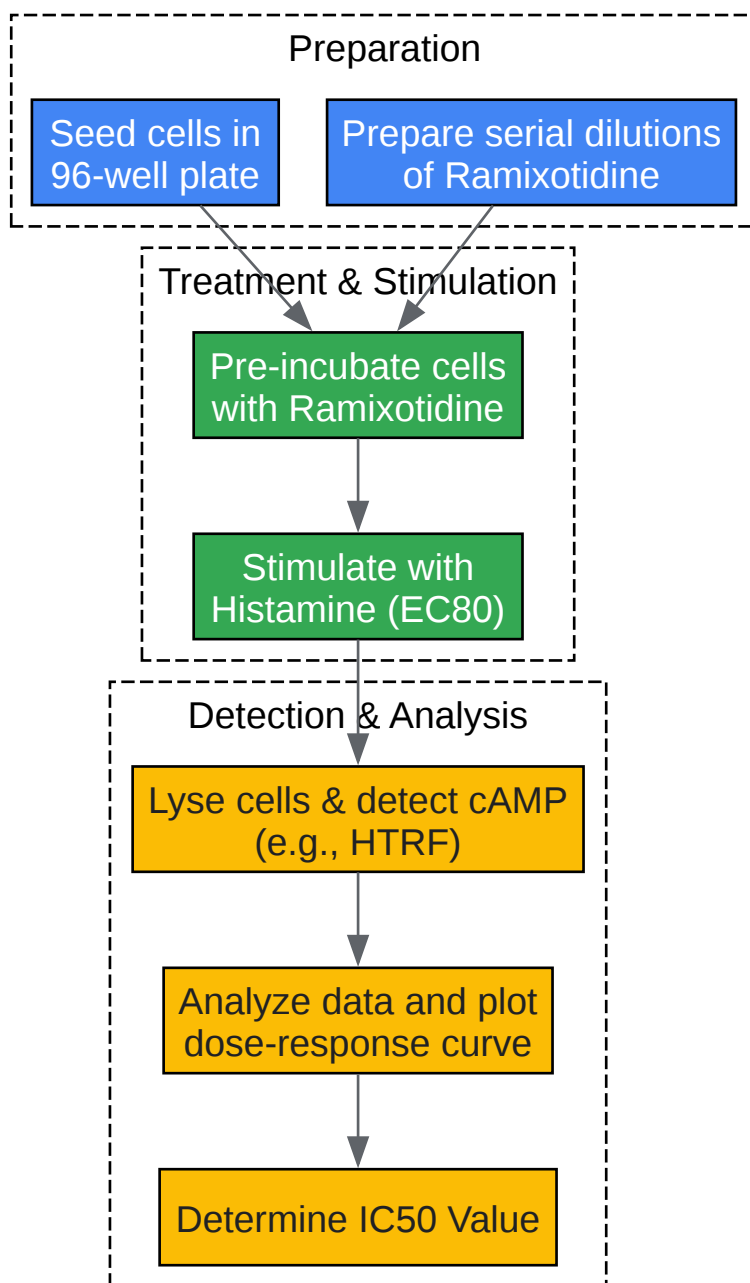 Preparation
Seed cells in
96-well plate
Prepare serial dilutions
of Ramixotidine
Treatment & Stimulation
Pre-incubate cells
with Ramixotidine
Stimulate with
Histamine (EC80)
Detection & Analysis
Lyse cells & detect cAMP
(e.g., HTRF)
Analyze data and plot
dose-response curve
Determine IC50 Value